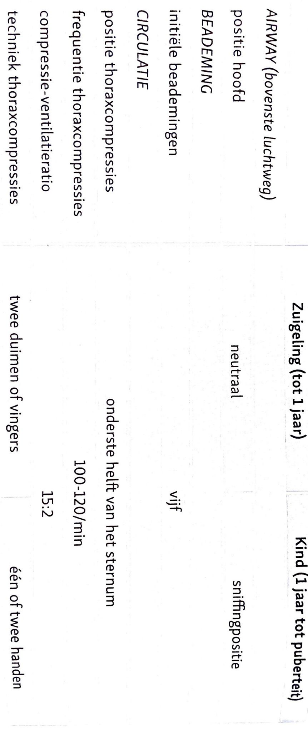 Zuigeling (tot 1 jaar) Kind (1 jaar tot puberteit)
AIRWAY (bovenste luchtweg)
positie hoofd neutraal sniffingpositie
BEADEMING
initiële beademingen vijf
CIRCULATIE
positie thoraxcompressies onderste helft van het sternum
frequentie thoraxcompressies 100-120/min
compressie-ventilatieratio 15:2
techniek thoraxcompressies twee duimen of vingers één of twee handen